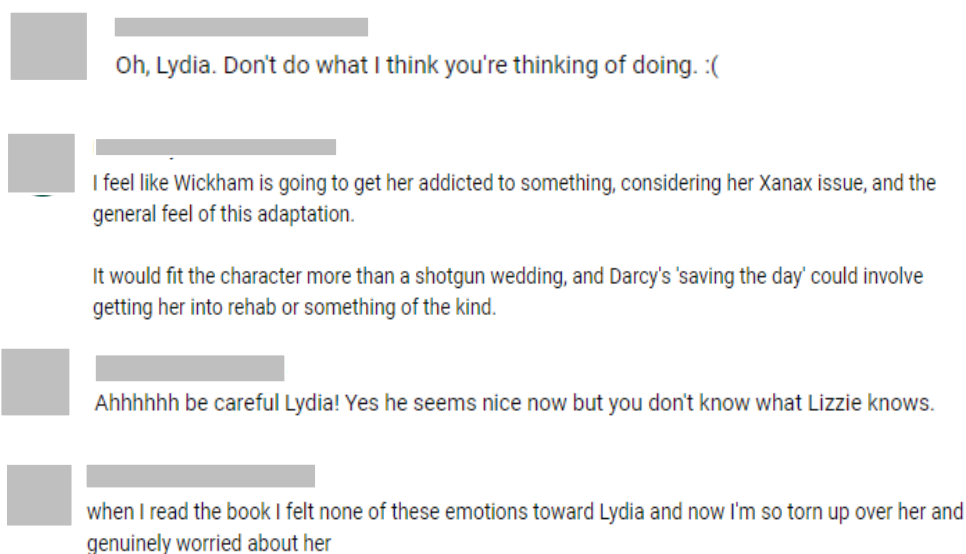 Oh, Lydia. Don't do what I think you're thinking of doing. :(
I feel like Wickham is going to get her addicted to something, considering her Xanax issue, and the
general feel of this adaptation.
It would fit the character more than a shotgun wedding, and Darcy's 'saving the day' could involve
getting her into rehab or something of the kind.
Ahhhhhh be careful Lydia! Yes he seems nice now but you don't know what Lizzie knows.
when I read the book I felt none of these emotions toward Lydia and now I'm so torn up over her and
genuinely worried about her